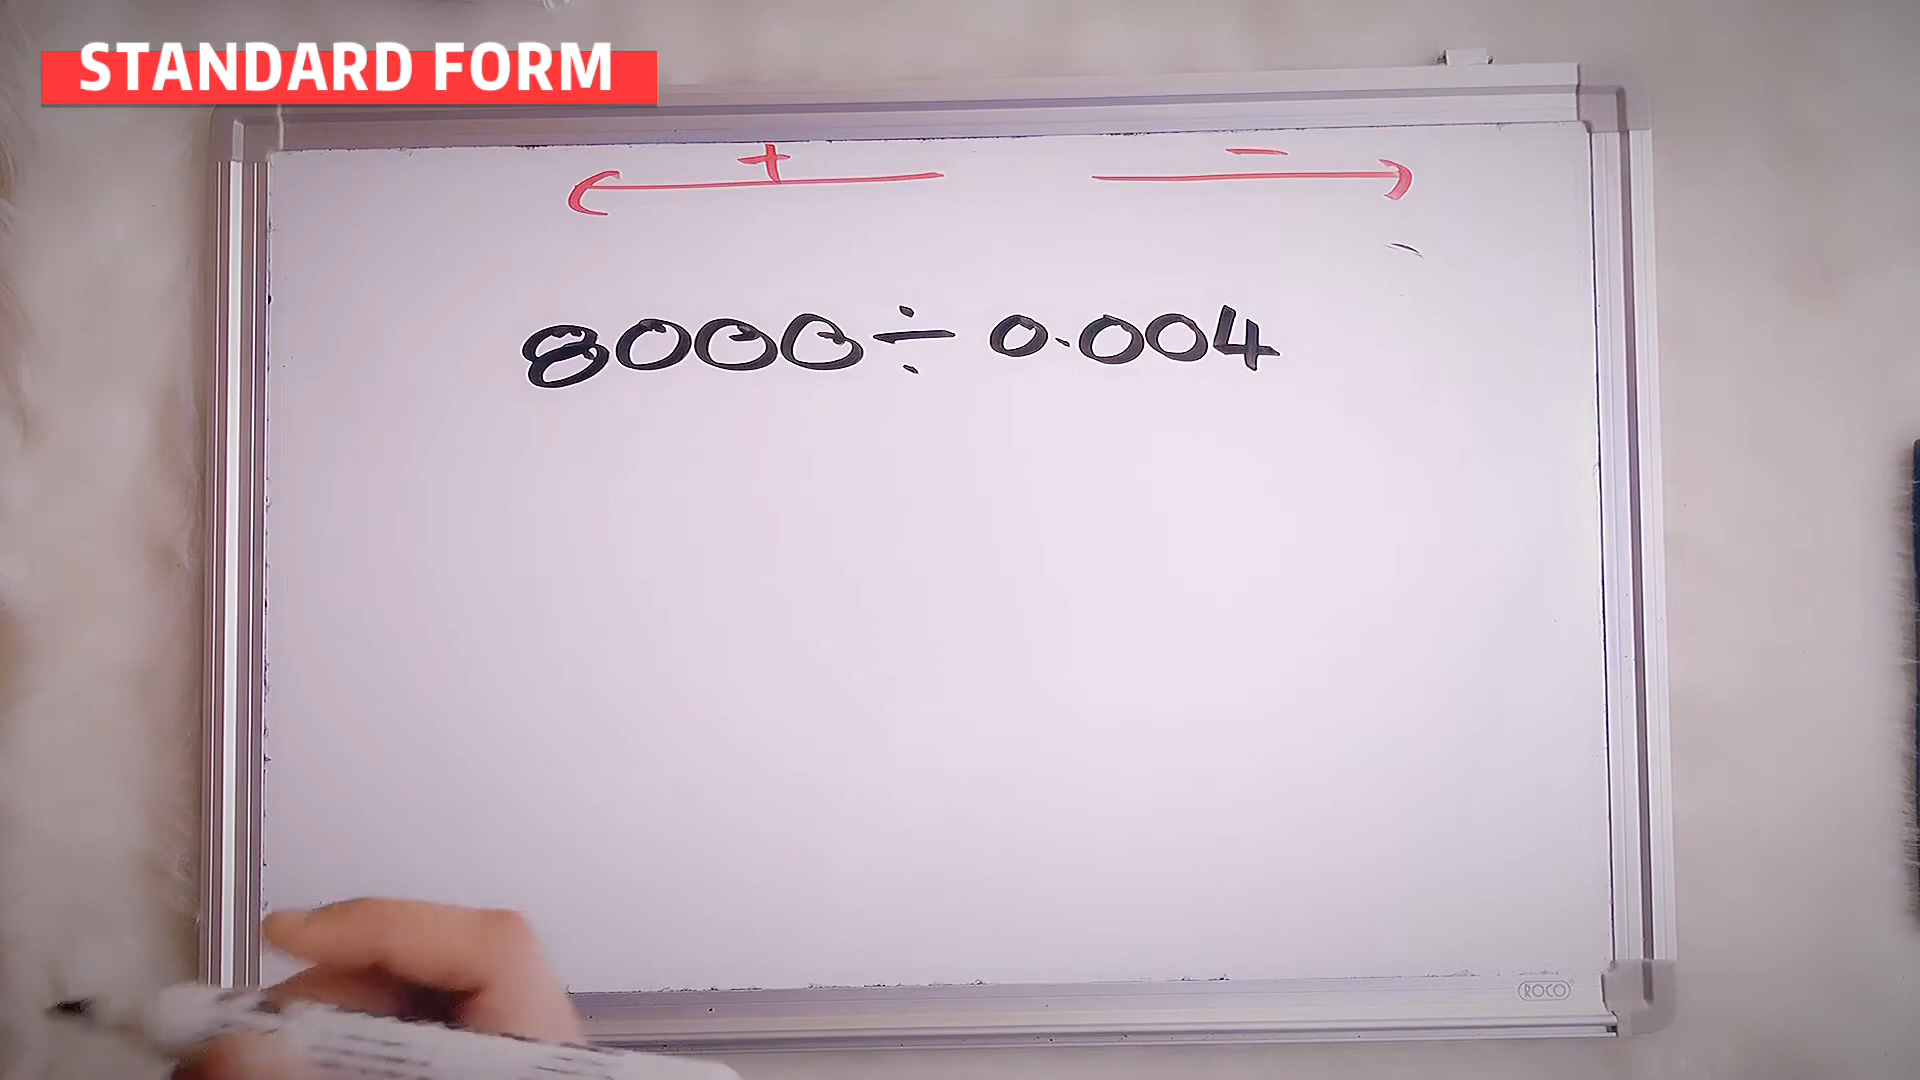 STANDARD FORM
+ −
8000 ÷ 0.004
ROCO